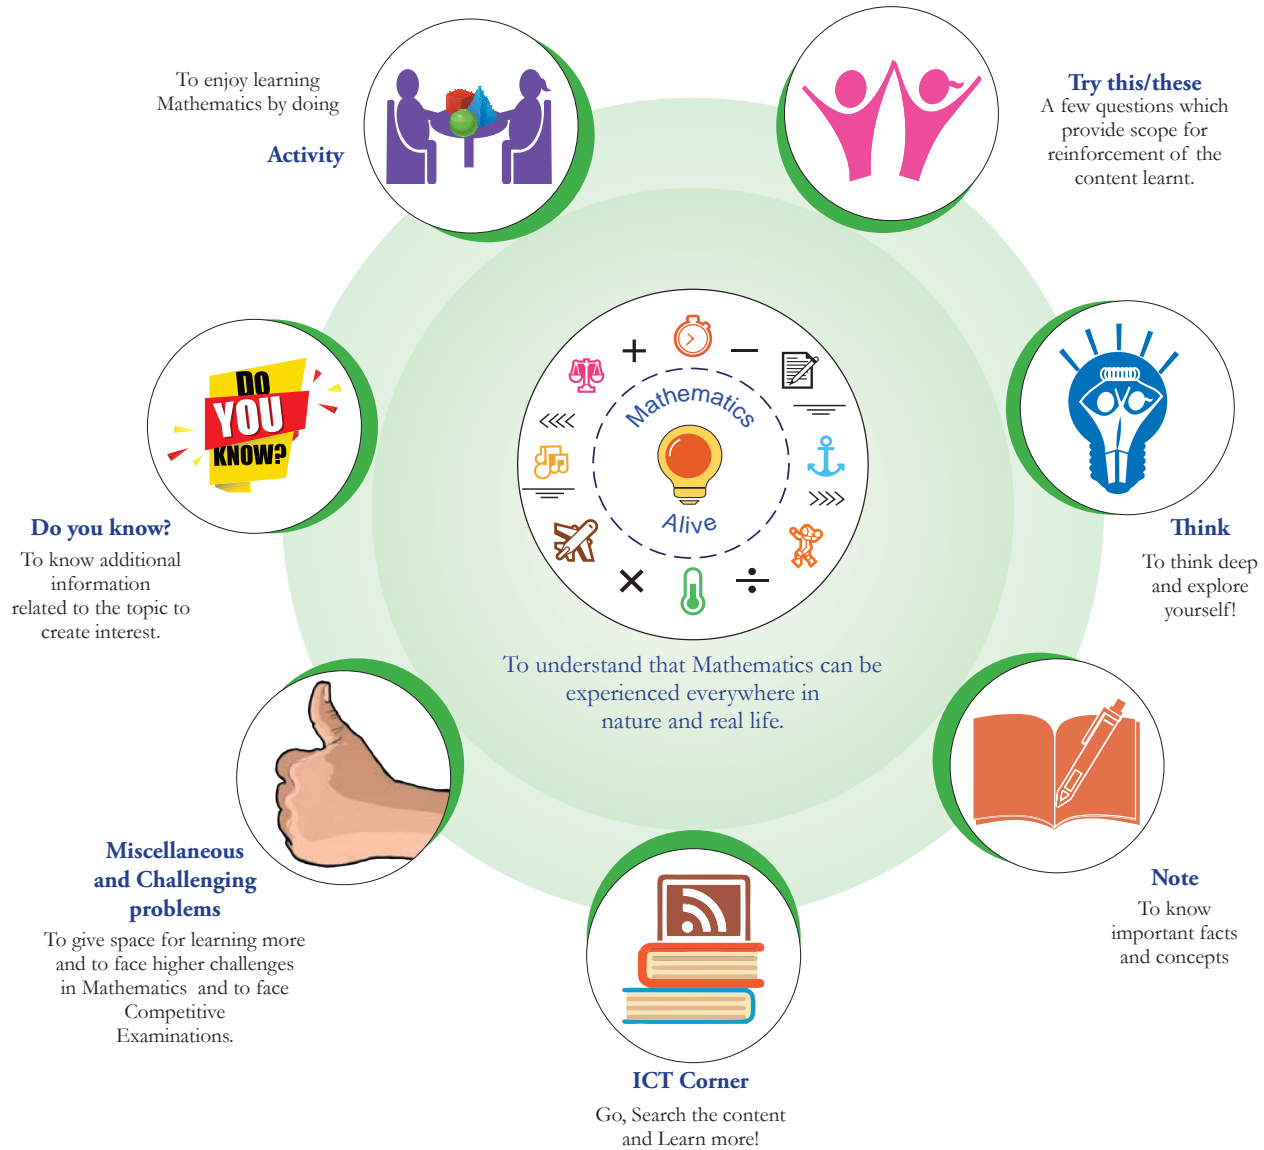 To enjoy learning
Mathematics by doing
Activity
Try this/these
A few questions which
provide scope for
reinforcement of the
content learnt.
DO
YOU
KNOW?
Do you know?
To know additional
information
related to the topic to
create interest.
+
−
Mathematics
Alive
×
÷
To understand that Mathematics can be
experienced everywhere in
nature and real life.
Think
To think deep
and explore
yourself!
Miscellaneous
and Challenging
problems
To give space for learning more
and to face higher challenges
in Mathematics and to face
Competitive
Examinations.
Note
To know
important facts
and concepts
ICT Corner
Go, Search the content
and Learn more!